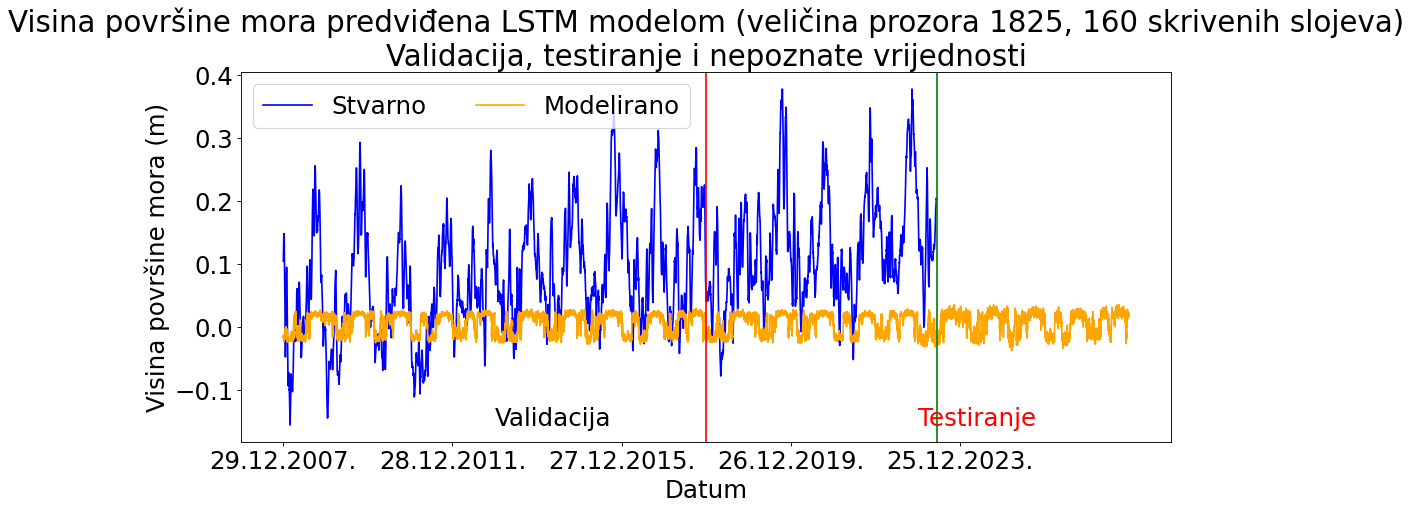 Visina površine mora predviđena LSTM modelom (veličina prozora 1825, 160 skrivenih slojeva)
Validacija, testiranje i nepoznate vrijednosti
Stvarno Modelirano
Visina površine mora (m)
0.4
0.3
0.2
0.1
0.0
−0.1
Validacija
Testiranje
29.12.2007. 28.12.2011. 27.12.2015. 26.12.2019. 25.12.2023.
Datum